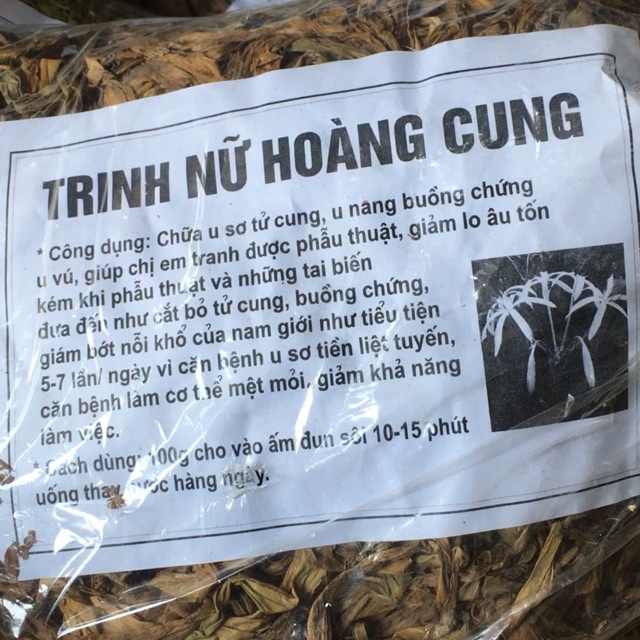 TRINH NỮ HOÀNG CUNG
* Công dụng: Chữa u sơ tử cung, u nang buồng chứng
u vú, giúp chị em tranh được phẫu thuật, giảm lo âu tốn
kém khi phẫu thuật và những tai biến
đưa đến như cắt bỏ tử cung, buồng chứng,
giám bớt nỗi khổ của nam giới như tiểu tiện
5-7 lần/ ngày vi căn bệnh u sơ tiền liệt tuyến,
căn bệnh làm cơ thể mệt mỏi, giảm khả năng
làm việc.
* Cách dùng: 100g cho vào ấm đun sôi 10-15 phút
uống thay nước hàng ngày.